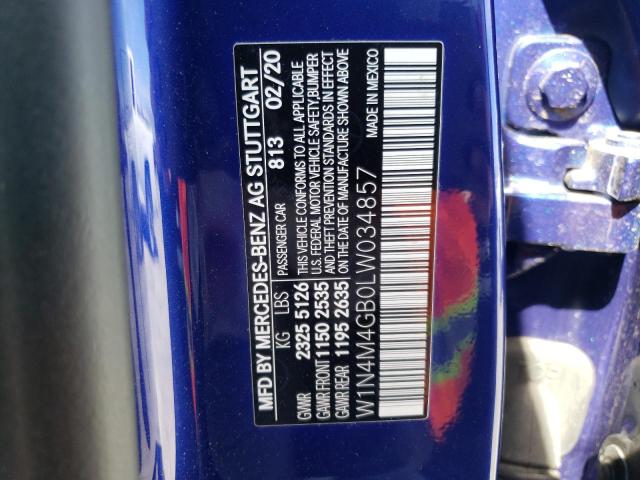 MFD BY MERCEDES-BENZ AG STUTTGART
KG LBS PASSENGER CAR 813 02/20
GVWR 2325 5126 THIS VEHICLE CONFORMS TO ALL APPLICABLE
U.S. FEDERAL MOTOR VEHICLE SAFETY,BUMPER
GAWR FRONT 1150 2535 AND THEFT PREVENTION STANDARDS IN EFFECT
GAWR REAR 1195 2635 ON THE DATE OF MANUFACTURE SHOWN ABOVE
W1N4M4GB0LW034857 MADE IN MEXICO